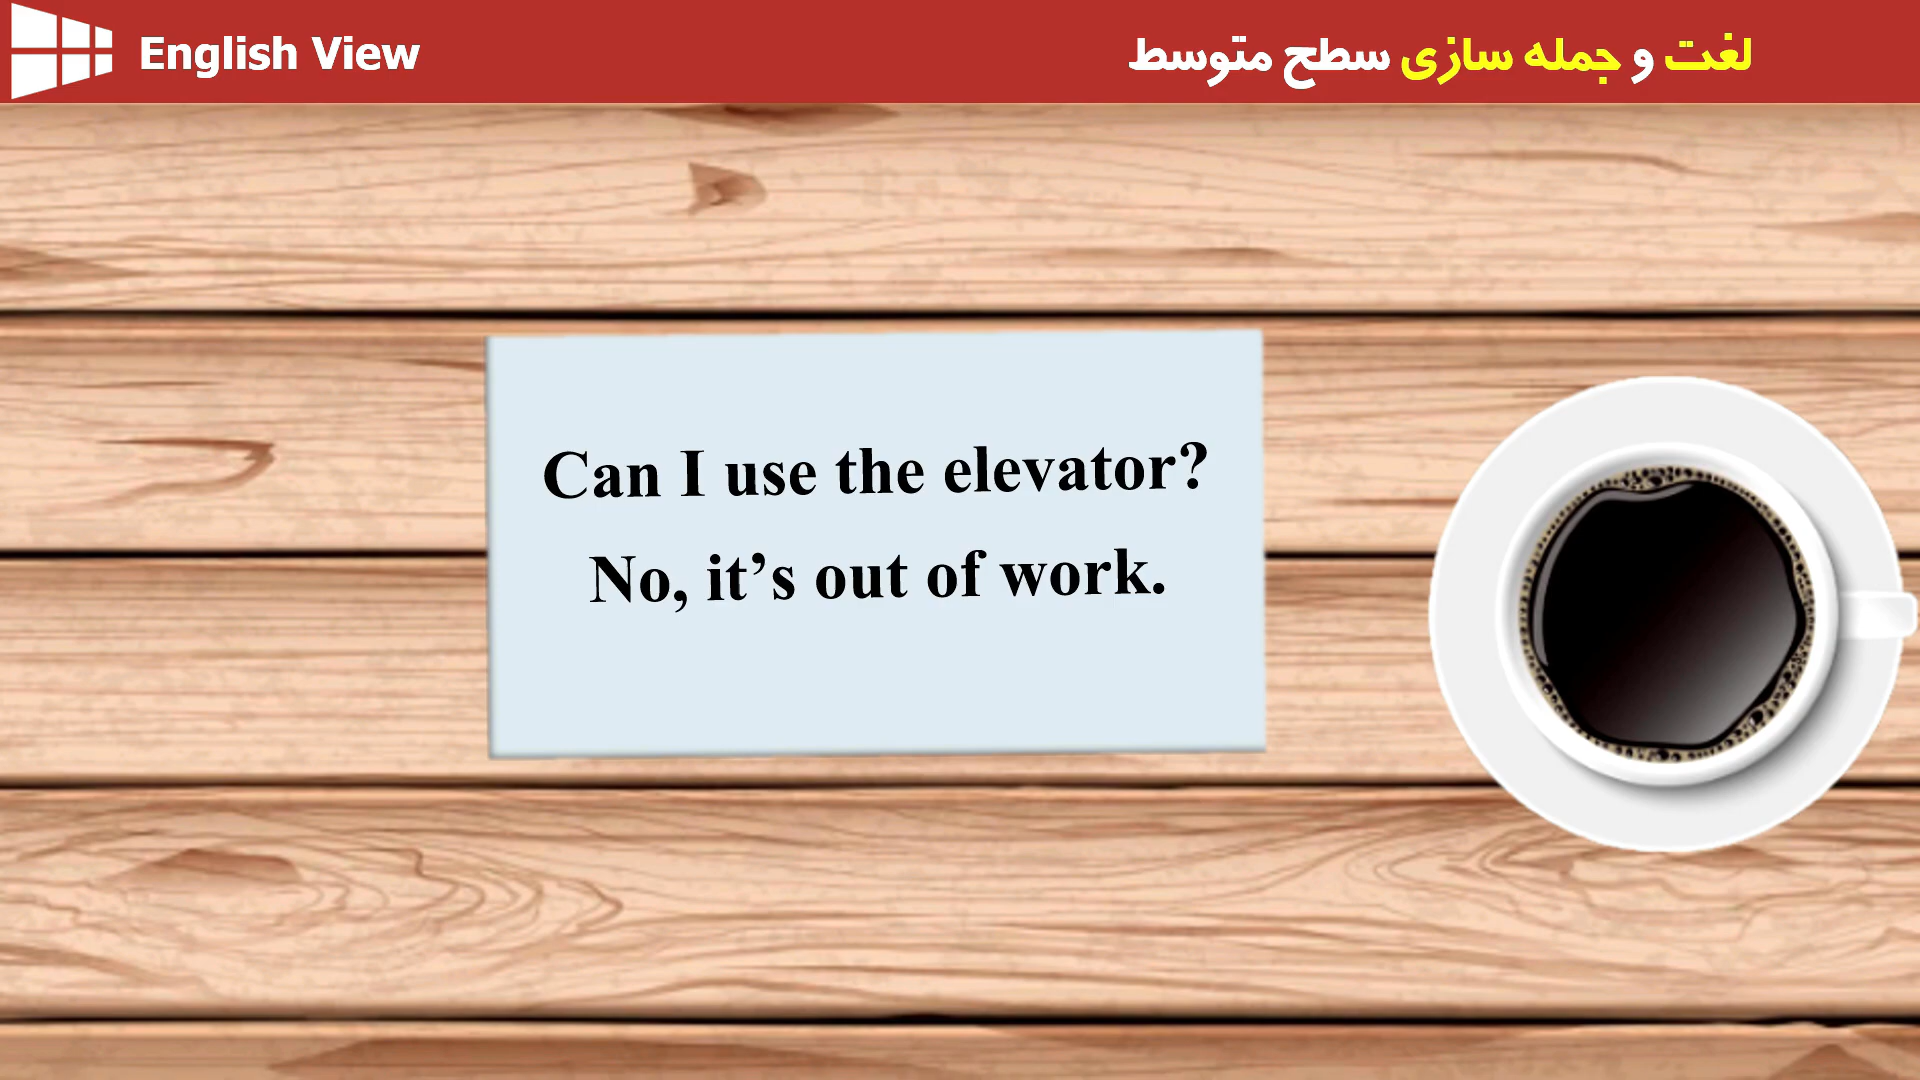 English View
لغت و جمله سازی سطح متوسط
Can I use the elevator?
No, it’s out of work.